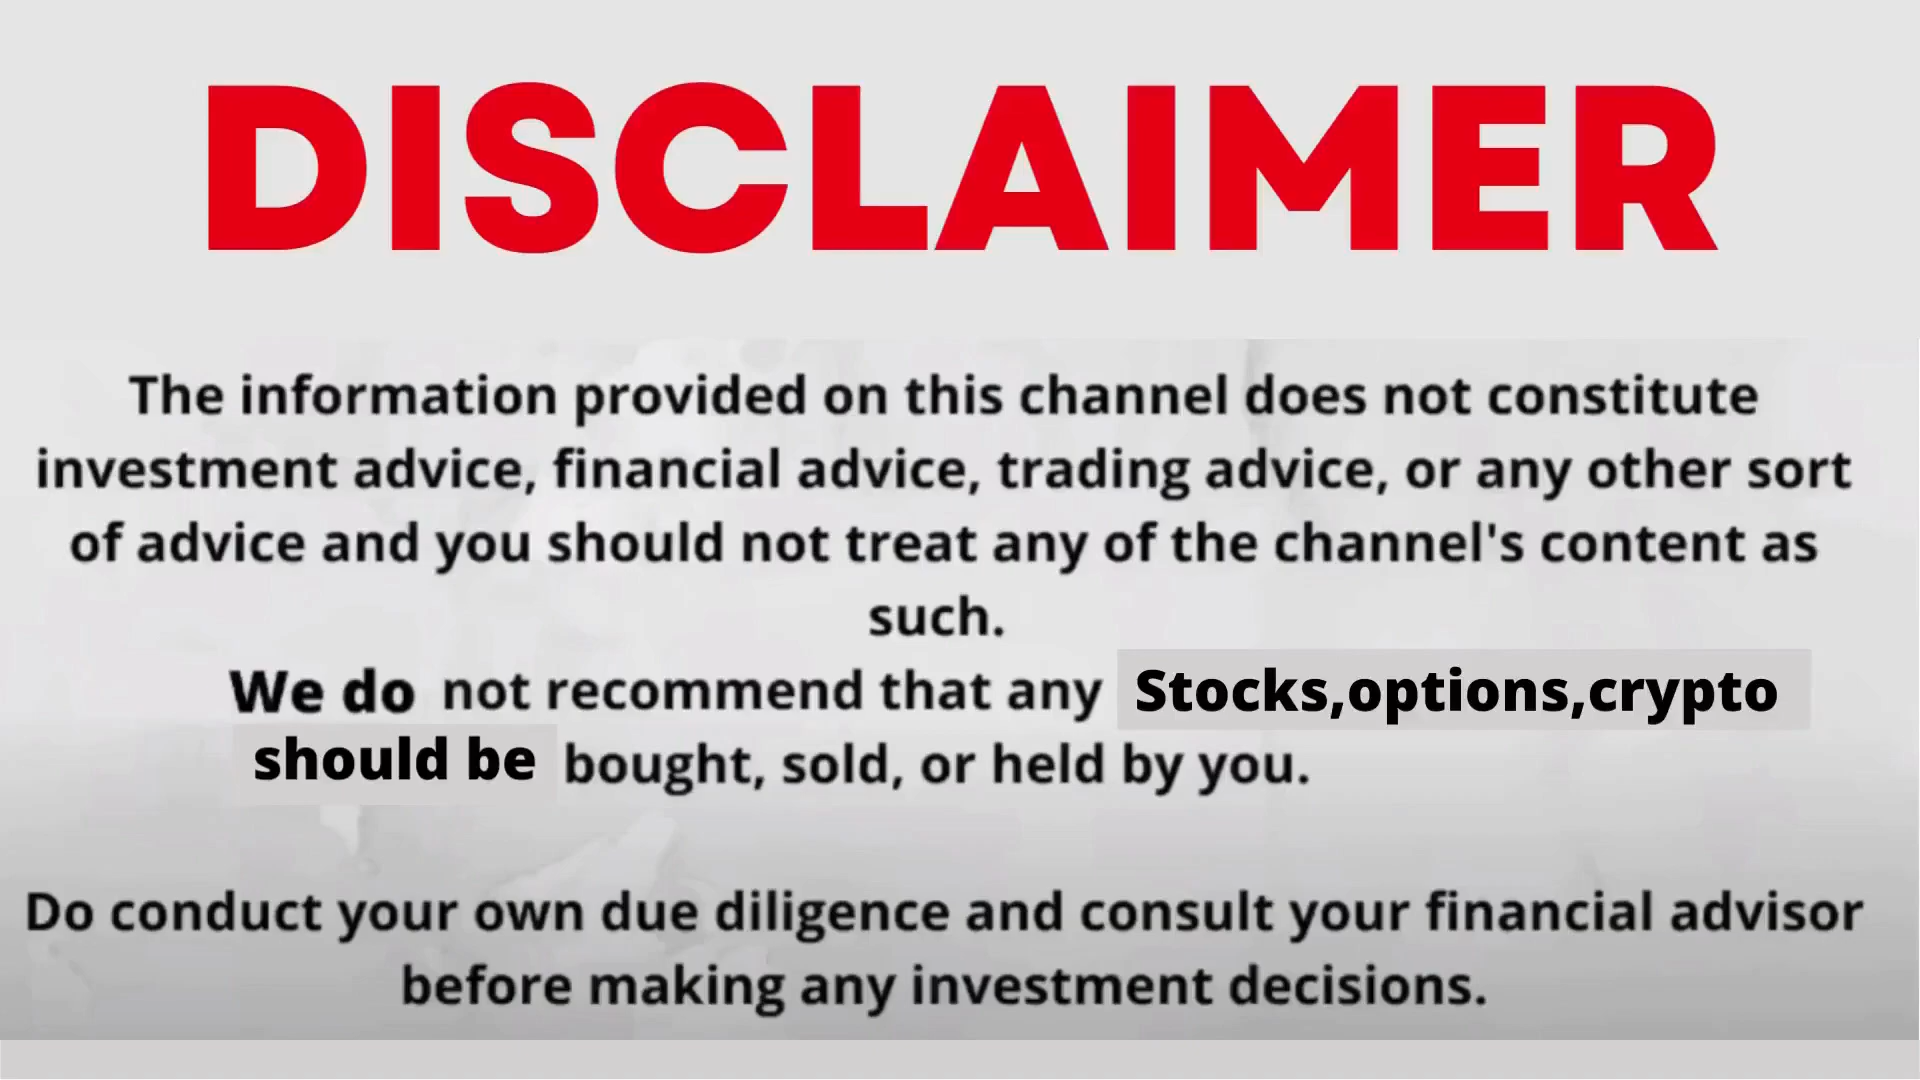 DISCLAIMER
The information provided on this channel does not constitute
investment advice, financial advice, trading advice, or any other sort
of advice and you should not treat any of the channel's content as
such.
We do not recommend that any Stocks,options,crypto
should be bought, sold, or held by you.
Do conduct your own due diligence and consult your financial advisor
before making any investment decisions.